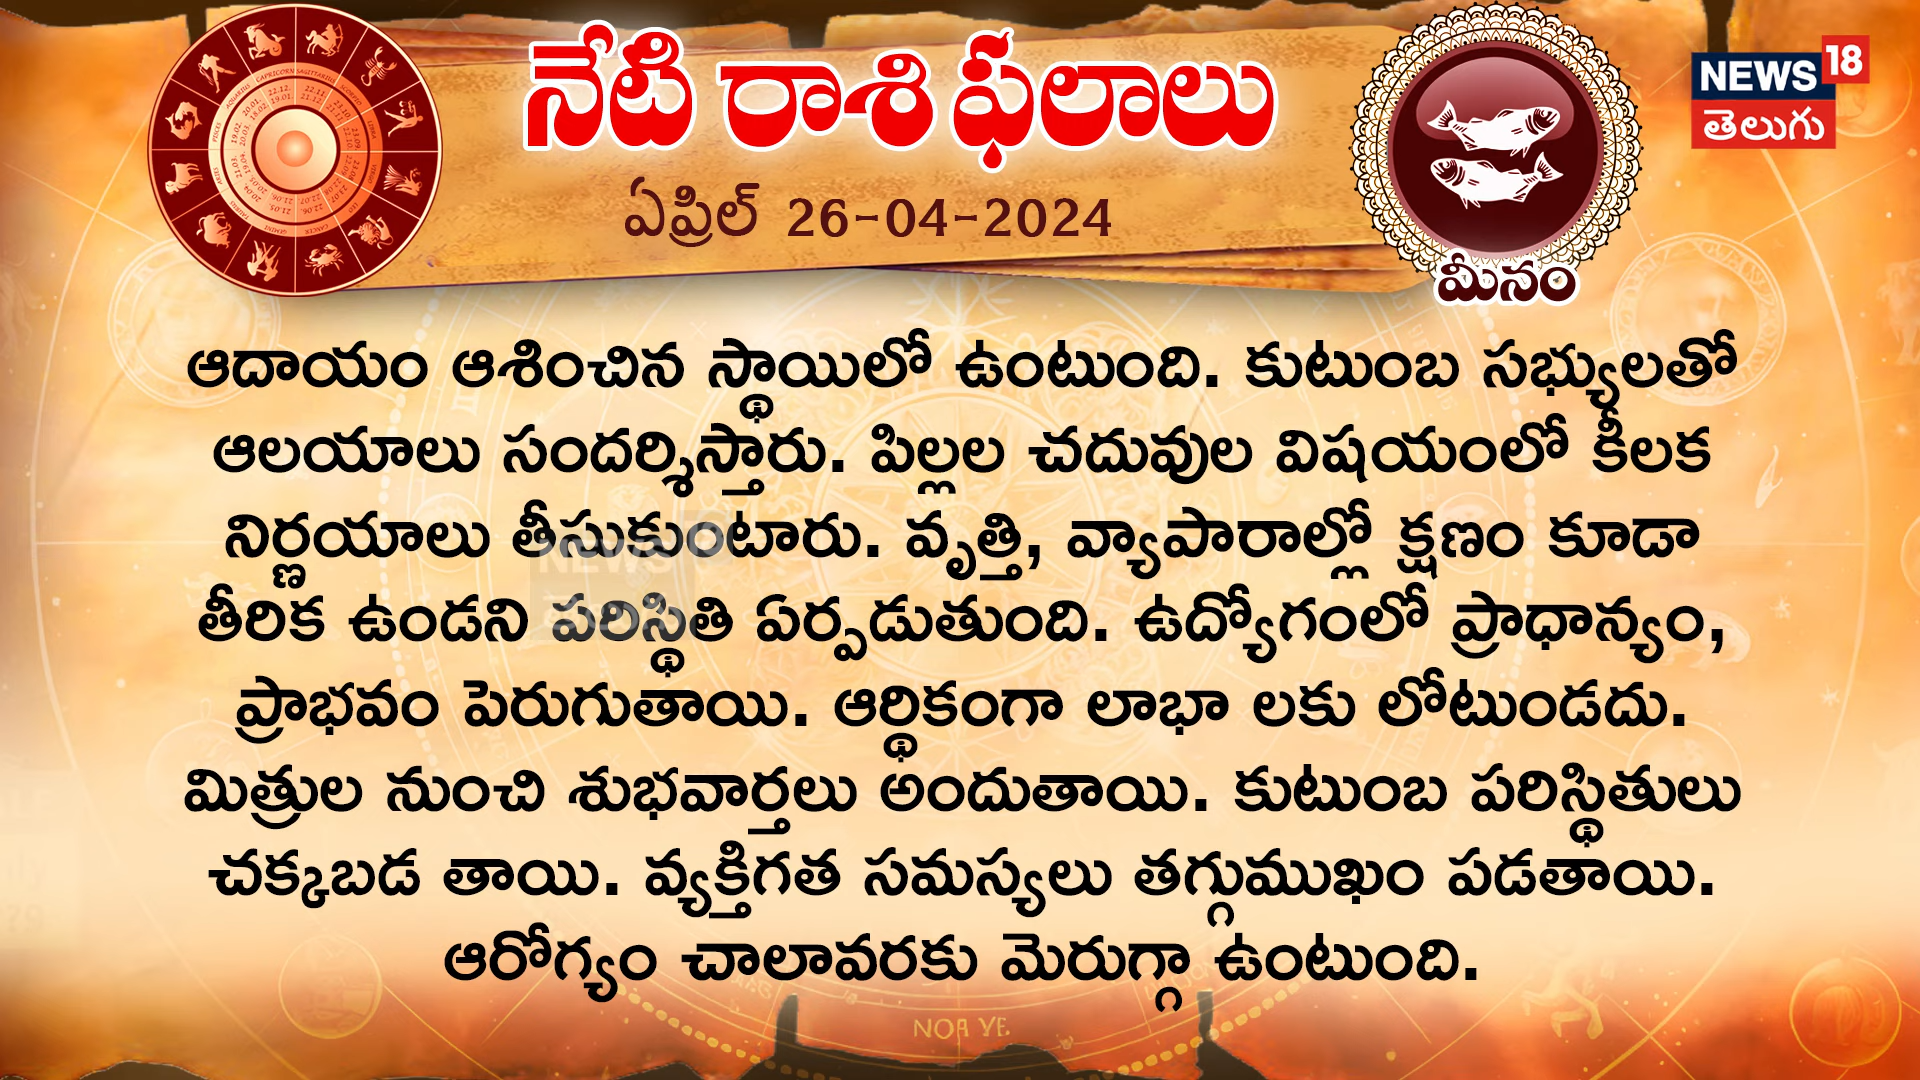 నేటి రాశి ఫలాలు
NEWS 18
తెలుగు
ఏప్రిల్ 26-04-2024
మీనం
ఆదాయం ఆశించిన స్థాయిలో ఉంటుంది. కుటుంబ సభ్యులతో
ఆలయాలు సందర్శిస్తారు. పిల్లల చదువుల విషయంలో కీలక
నిర్ణయాలు తీసుకుంటారు. వృత్తి, వ్యాపారాల్లో క్షణం కూడా
తీరిక ఉండని పరిస్థితి ఏర్పడుతుంది. ఉద్యోగంలో ప్రాధాన్యం,
ప్రాభవం పెరుగుతాయి. ఆర్థికంగా లాభా లకు లోటుండదు.
మిత్రుల నుంచి శుభవార్తలు అందుతాయి. కుటుంబ పరిస్థితులు
చక్కబడ తాయి. వ్యక్తిగత సమస్యలు తగ్గుముఖం పడతాయి.
ఆరోగ్యం చాలావరకు మెరుగ్గా ఉంటుంది.